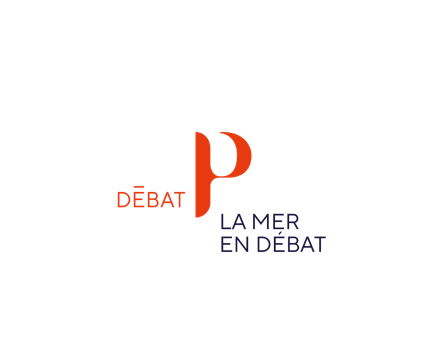 DĒBAT
P
LA MER
EN DÉBAT